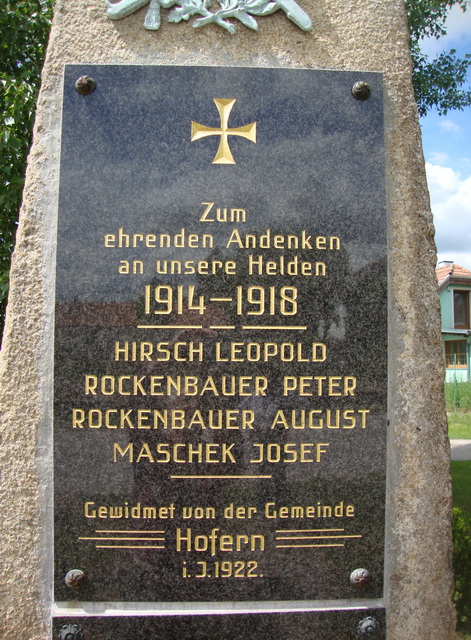 Zum
ehrenden Andenken
an unsere Helden
1914-1918
HIRSCH LEOPOLD
ROCKENBAUER PETER
ROCKENBAUER AUGUST
MASCHEK JOSEF
Gewidmet von der Gemeinde
Hofern
i.J.1922.